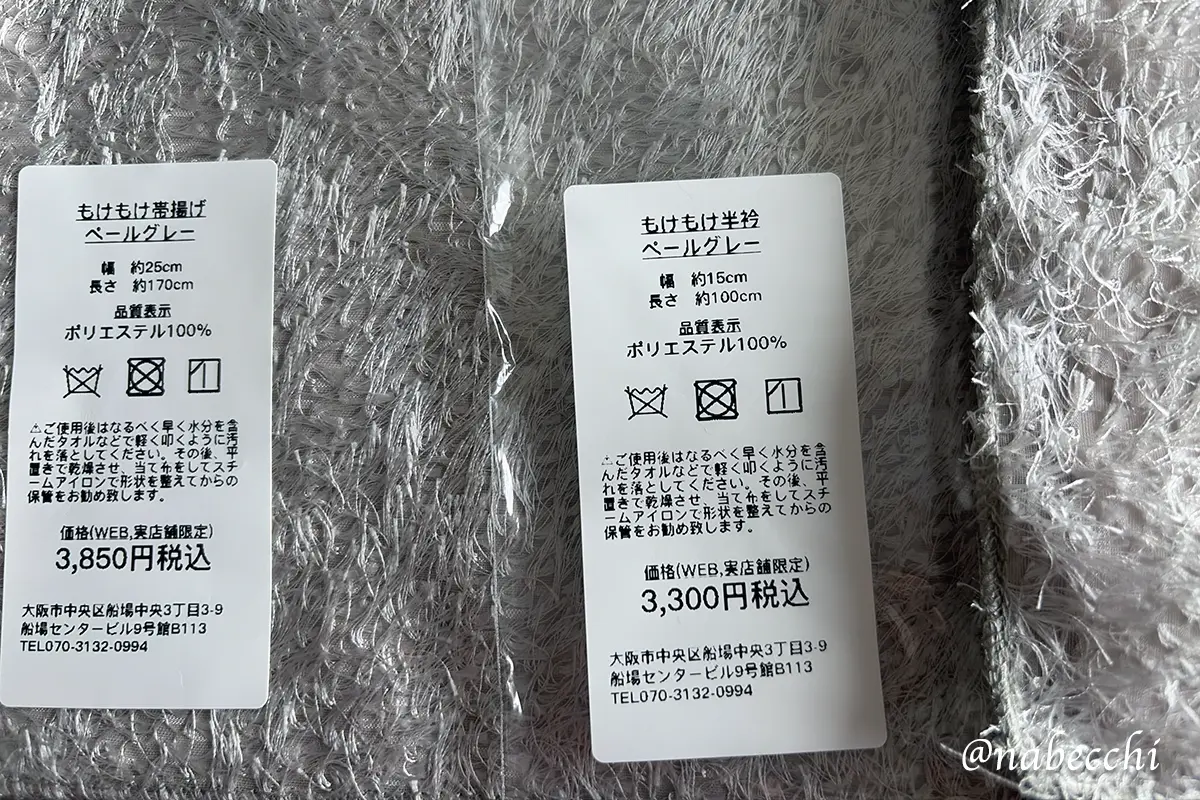 もけもけ帯揚げ
ペールグレー
幅　約25cm
長さ　約170cm
品質表示
ポリエステル100%
⚠ご使用後はなるべく早く水分を含
んだタオルなどで軽く叩くように汚
れを落としてください。その後、平
置きで乾燥させ、当て布をしてスチ
ームアイロンで形状を整えてからの
保管をお勧め致します。
価格(WEB,実店舗限定)
3,850円税込
大阪市中央区船場中央3丁目3-9
船場センタービル9号館B113
TEL070-3132-0994
もけもけ半衿
ペールグレー
幅　約15cm
長さ　約100cm
品質表示
ポリエステル100%
⚠ご使用後はなるべく早く水分を含
んだタオルなどで軽く叩くように汚
れを落としてください。その後、平
置きで乾燥させ、当て布をしてスチ
ームアイロンで形状を整えてからの
保管をお勧め致します。
価格(WEB,実店舗限定)
3,300円税込
大阪市中央区船場中央3丁目3-9
船場センタービル9号館B113
TEL070-3132-0994
@nabecchi